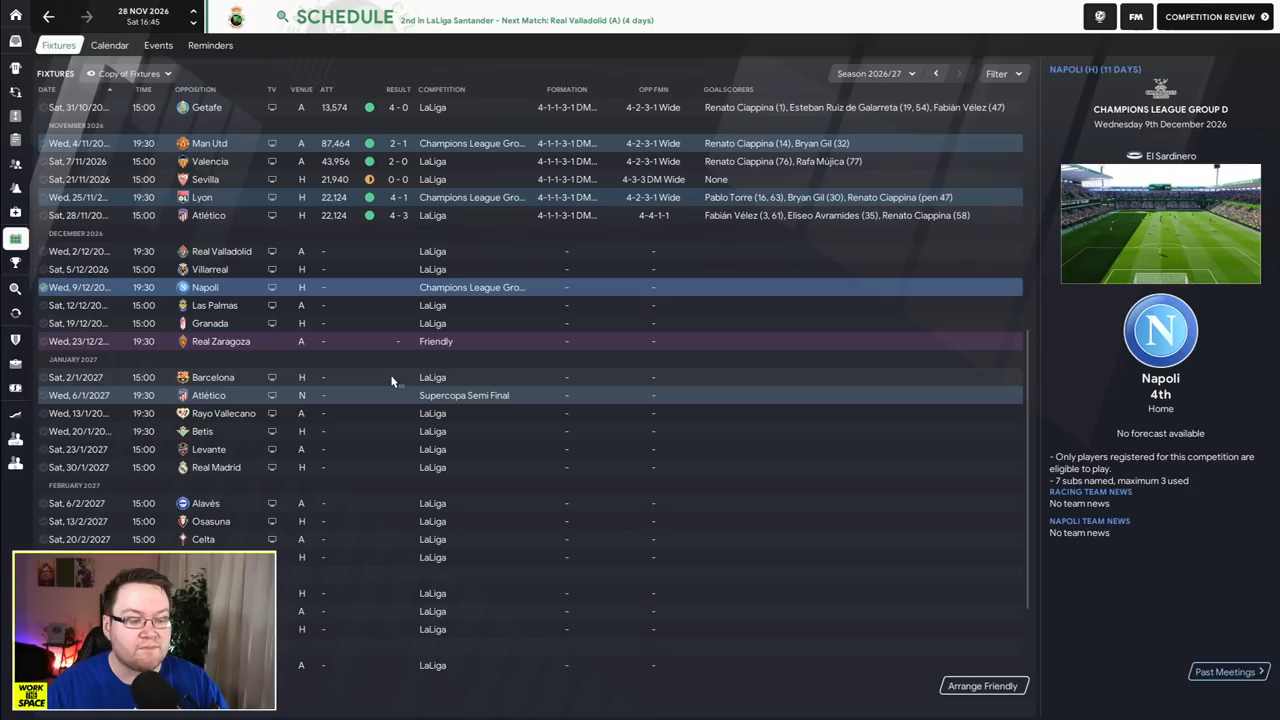 28 NOV 2026
Sat 16:45
SCHEDULE
2nd in LaLiga Santander - Next Match: Real Valladolid (A) (4 days)
FM
COMPETITION REVIEW
Fixtures Calendar Events Reminders
FIXTURES Copy of Fixtures
Season 2026/27
Filter
DATE TIME OPPOSITION TV VENUE ATT RESULT COMPETITION FORMATION OPP FMN GOALSCORERS
Sat, 31/10/20... 15:00 Getafe A 13,574 4 - 0 LaLiga 4-1-1-3-1 DM... 4-2-3-1 Wide Renato Ciappina (1), Esteban Ruiz de Galarreta (19, 54), Fabián Vélez (47)
NOVEMBER 2026
Wed, 4/11/20... 19:30 Man Utd A 87,464 2 - 1 Champions League Gro... 4-1-1-3-1 DM... 4-2-3-1 Wide Renato Ciappina (14), Bryan Gil (32)
Sat, 7/11/2026 15:00 Valencia A 43,956 2 - 0 LaLiga 4-1-1-3-1 DM... 4-2-3-1 Wide Renato Ciappina (76), Rafa Mújica (77)
Sat, 21/11/2026 15:00 Sevilla H 21,940 0 - 0 LaLiga 4-1-1-3-1 DM... 4-3-3 DM Wide None
Wed, 25/11/2... 19:30 Lyon H 22,124 4 - 1 Champions League Gro... 4-1-1-3-1 DM... 4-2-3-1 Wide Pablo Torre (16, 63), Bryan Gil (30), Renato Ciappina (pen 47)
Sat, 28/11/20... 15:00 Atlético H 22,124 4 - 3 LaLiga 4-1-1-3-1 DM... 4-4-1-1 Fabián Vélez (3, 61), Eliseo Avramides (35), Renato Ciappina (58)
DECEMBER 2026
Wed, 2/12/20... 19:30 Real Valladolid A - LaLiga - -
Sat, 5/12/2026 15:00 Villarreal H - LaLiga - -
Wed, 9/12/20... 19:30 Napoli H - Champions League Gro... - -
Sat, 12/12/20... 15:00 Las Palmas A - LaLiga - -
Sat, 19/12/20... 15:00 Granada H - LaLiga - -
Wed, 23/12/2... 19:30 Real Zaragoza A - - Friendly - -
JANUARY 2027
Sat, 2/1/2027 15:00 Barcelona H - LaLiga - -
Wed, 6/1/2027 19:30 Atlético N - Supercopa Semi Final - -
Wed, 13/1/20... 19:30 Rayo Vallecano A - LaLiga - -
Wed, 20/1/20... 19:30 Betis H - LaLiga - -
Sat, 23/1/2027 15:00 Levante A - LaLiga - -
Sat, 30/1/2027 15:00 Real Madrid H - LaLiga - -
FEBRUARY 2027
Sat, 6/2/2027 15:00 Alavés A - LaLiga - -
Sat, 13/2/2027 15:00 Osasuna H - LaLiga - -
Sat, 20/2/2027 15:00 Celta A - LaLiga - -
H - LaLiga - -
H - LaLiga - -
A - LaLiga - -
H - LaLiga - -
A - LaLiga - -
Arrange Friendly
NAPOLI (H) (11 DAYS)
CHAMPIONS LEAGUE GROUP D
Wednesday 9th December 2026
El Sardinero
N
Napoli
4th
Home
No forecast available
- Only players registered for this competition are
eligible to play.
- 7 subs named, maximum 3 used
RACING TEAM NEWS
No team news
NAPOLI TEAM NEWS
No team news
Past Meetings
WORK
THE
SPACE